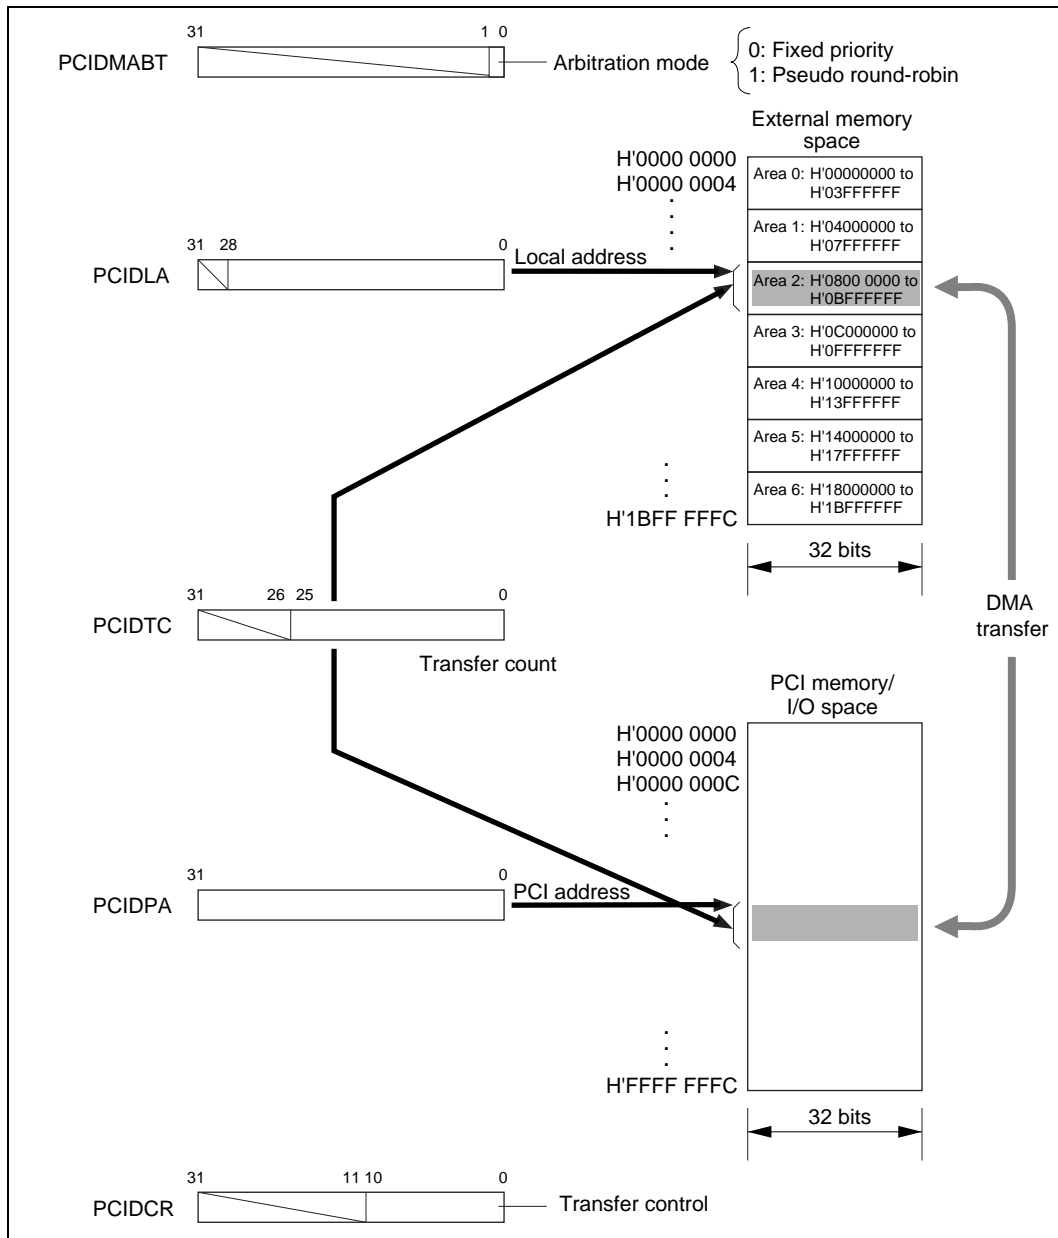 31 1 0
PCIDMABT
Arbitration mode
0: Fixed priority
1: Pseudo round-robin
External memory
space
H'0000 0000
H'0000 0004
Area 0: H'00000000 to
H'03FFFFFF
Area 1: H'04000000 to
H'07FFFFFF
31 28 0
PCIDLA
Local address
Area 2: H'0800 0000 to
H'0BFFFFFF
Area 3: H'0C000000 to
H'0FFFFFFF
Area 4: H'10000000 to
H'13FFFFFF
Area 5: H'14000000 to
H'17FFFFFF
Area 6: H'18000000 to
H'1BFFFFFF
H'1BFF FFFC
32 bits
31 26 25 0
PCIDTC
Transfer count
DMA
transfer
PCI memory/
I/O space
H'0000 0000
H'0000 0004
H'0000 000C
31 0
PCIDPA
PCI address
H'FFFF FFFC
32 bits
31 11 10 0
PCIDCR
Transfer control